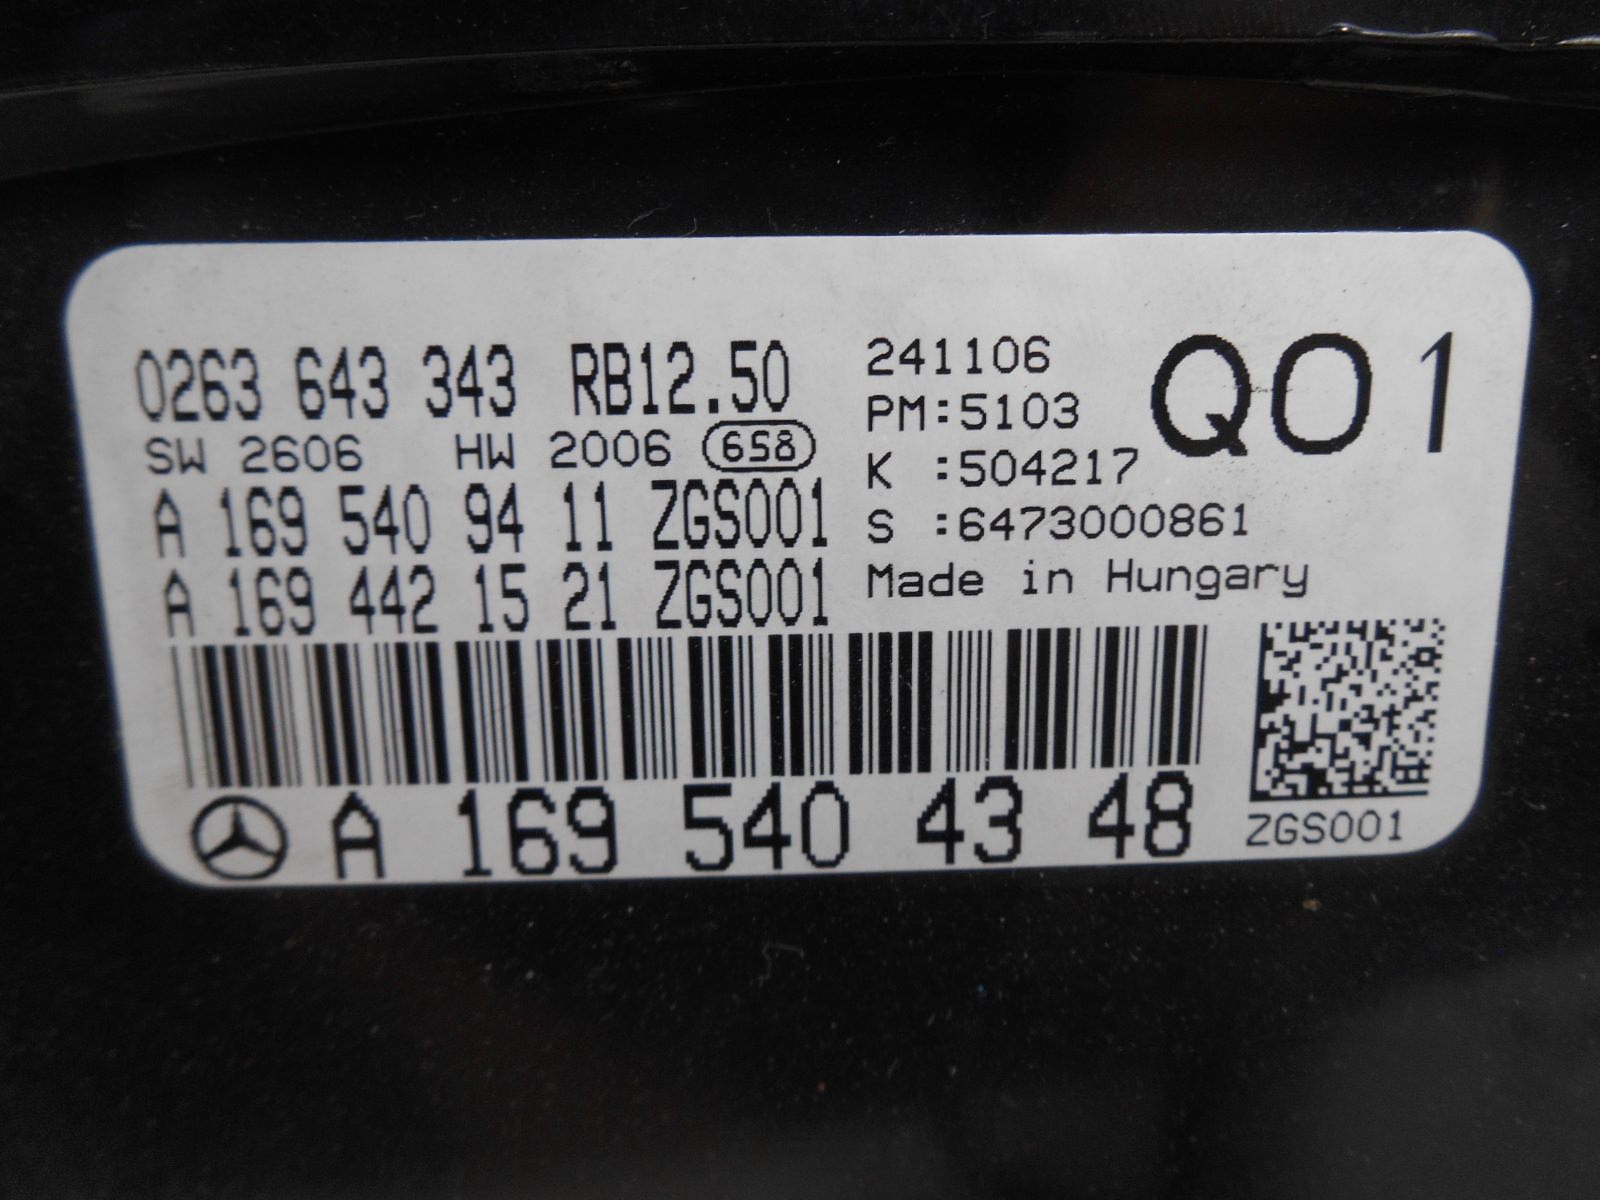 0263 643 343 RB12.50
SW 2606 HW 2006 658
A 169 540 94 11 ZGS001
A 169 442 15 21 ZGS001
241106
PM:5103
K :504217
S :6473000861
Made in Hungary
Q01
A 169 540 43 48
ZGS001